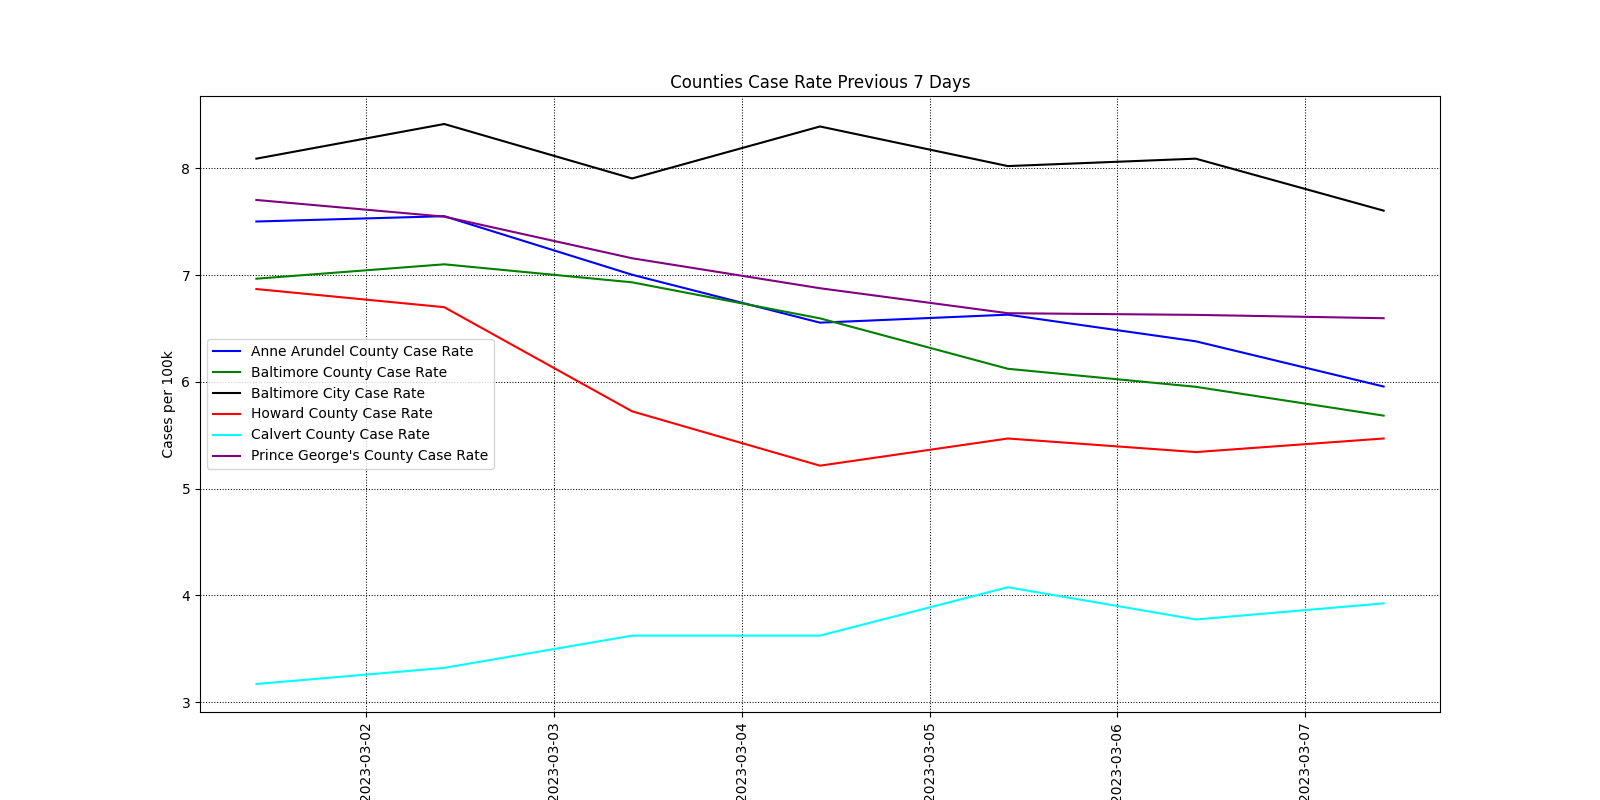 Counties Case Rate Previous 7 Days
8
7
6
5
4
3
Cases per 100k
Anne Arundel County Case Rate
Baltimore County Case Rate
Baltimore City Case Rate
Howard County Case Rate
Calvert County Case Rate
Prince George's County Case Rate
2023-03-02
2023-03-03
2023-03-04
2023-03-05
2023-03-06
2023-03-07